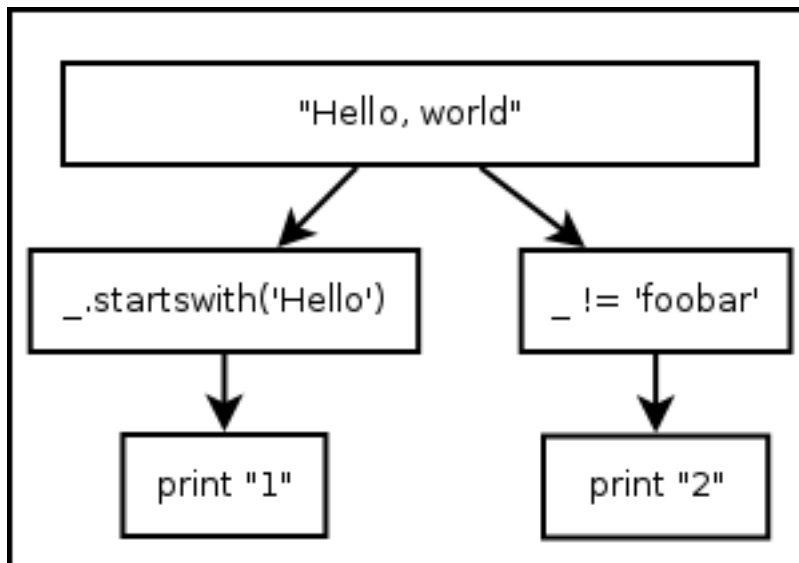 "Hello, world"
_.startswith('Hello')
_ != 'foobar'
print "1"
print "2"